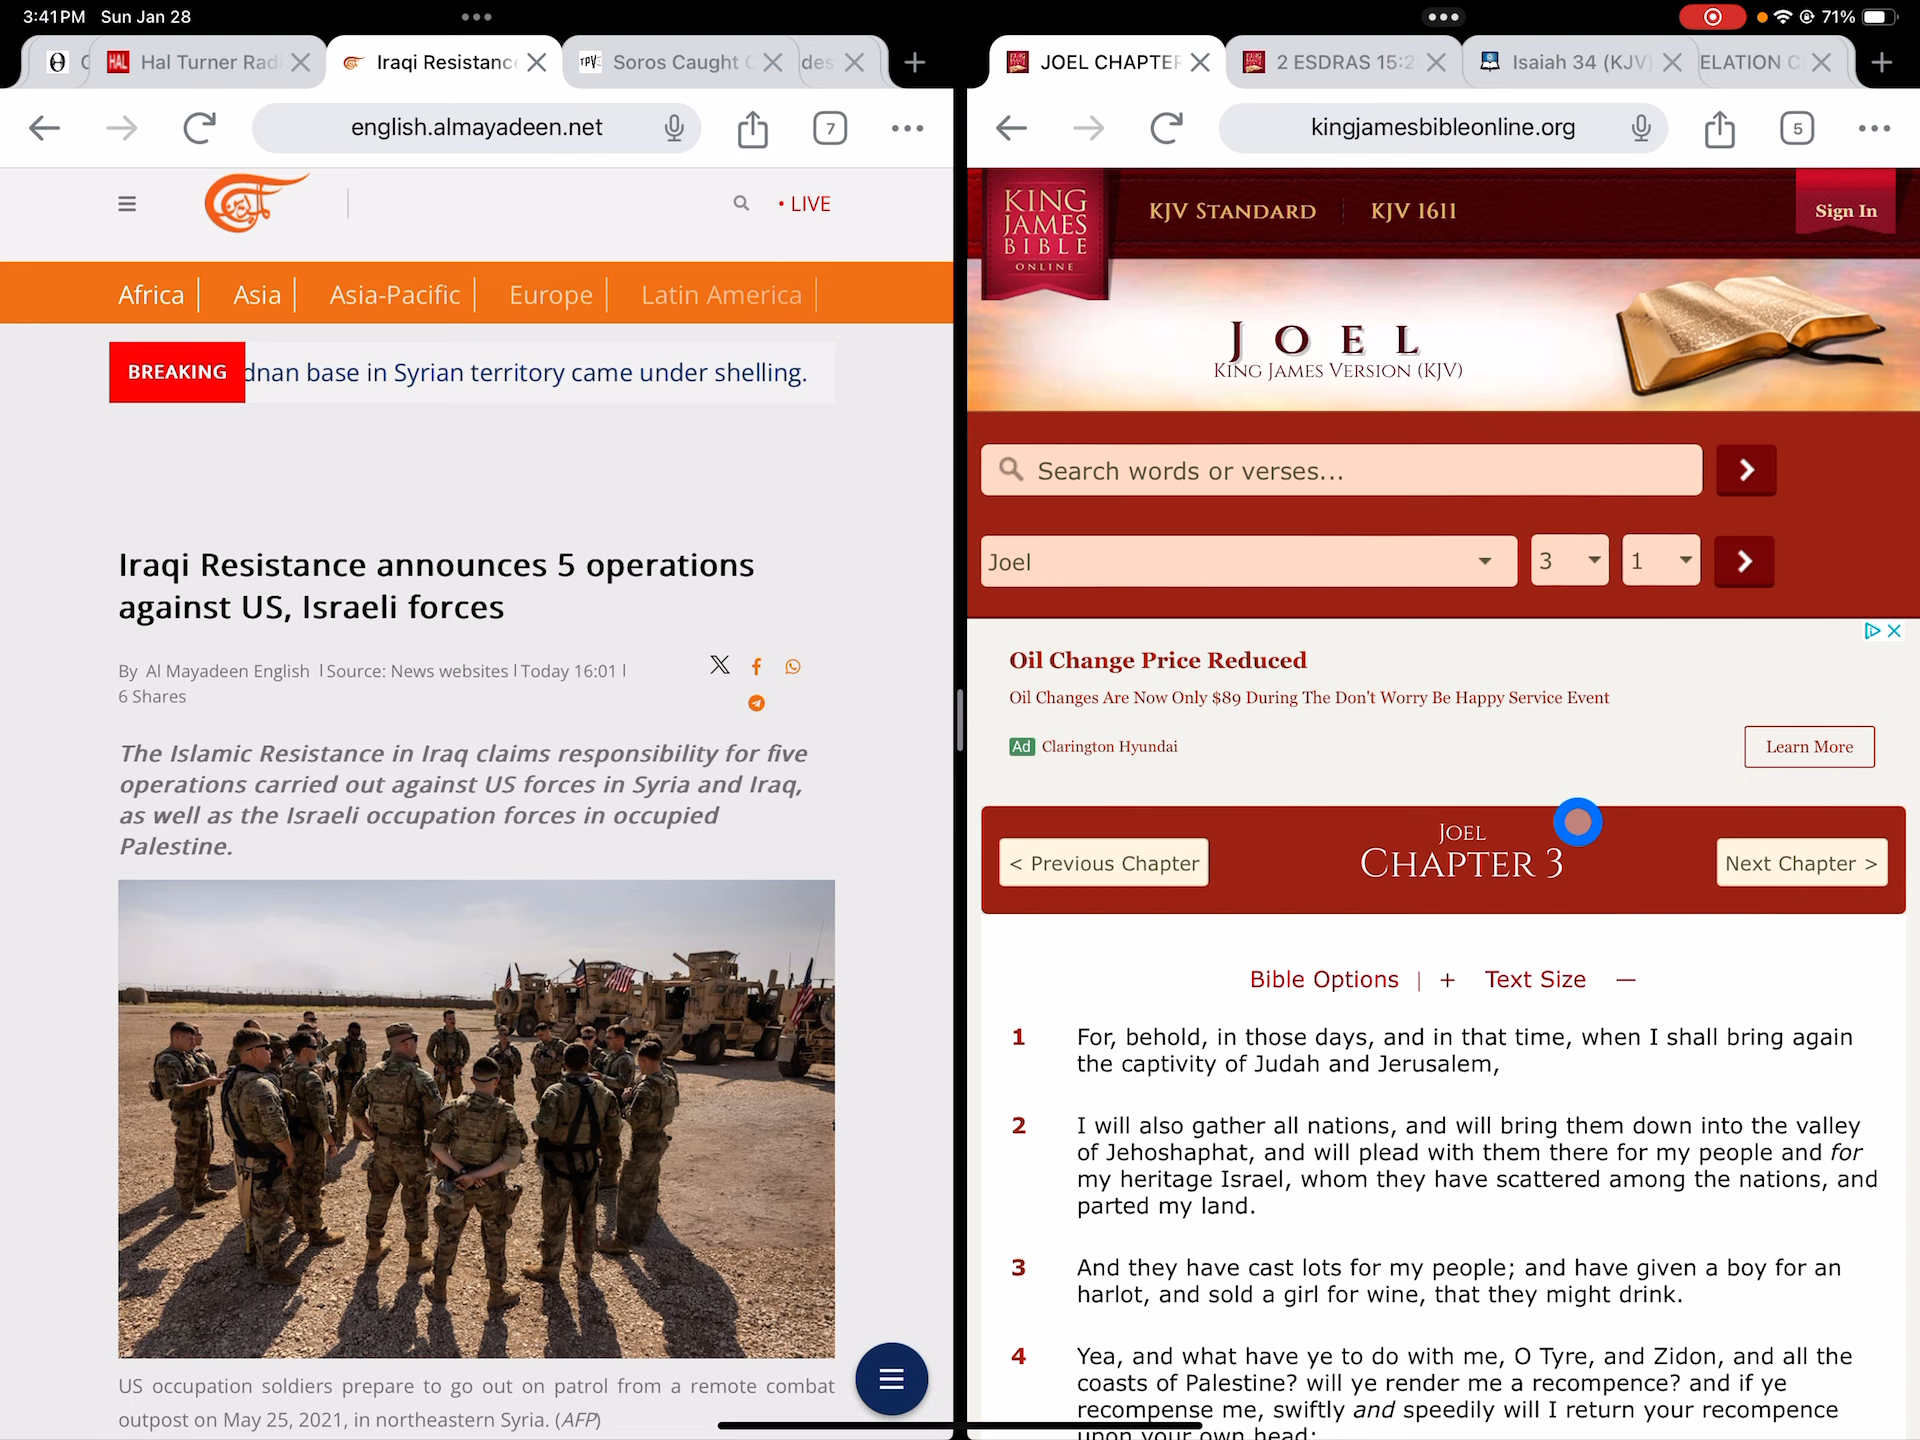 3:41PM Sun Jan 28
71%
Hal Turner Rad
Iraqi Resistanc
Soros Caught
des
JOEL CHAPTER
2 ESDRAS 15:2
Isaiah 34 (KJV)
ELATION C
english.almayadeen.net
7
kingjamesbibleonline.org
5
LIVE
Africa
Asia
Asia-Pacific
Europe
Latin America
BREAKING
dnan base in Syrian territory came under shelling.
Iraqi Resistance announces 5 operations
against US, Israeli forces
By Al Mayadeen English | Source: News websites | Today 16:01 |
6 Shares
The Islamic Resistance in Iraq claims responsibility for five
operations carried out against US forces in Syria and Iraq,
as well as the Israeli occupation forces in occupied
Palestine.
US occupation soldiers prepare to go out on patrol from a remote combat
outpost on May 25, 2021, in northeastern Syria. (AFP)
KING
JAMES
BIBLE
ONLINE
KJV STANDARD
KJV 1611
Sign In
JOEL
KING JAMES VERSION (KJV)
Search words or verses...
Joel
3
1
Oil Change Price Reduced
Oil Changes Are Now Only $89 During The Don't Worry Be Happy Service Event
Ad Clarington Hyundai
Learn More
< Previous Chapter
JOEL
CHAPTER 3
Next Chapter >
Bible Options | + Text Size —
1 For, behold, in those days, and in that time, when I shall bring again
the captivity of Judah and Jerusalem,
2 I will also gather all nations, and will bring them down into the valley
of Jehoshaphat, and will plead with them there for my people and for
my heritage Israel, whom they have scattered among the nations, and
parted my land.
3 And they have cast lots for my people; and have given a boy for an
harlot, and sold a girl for wine, that they might drink.
4 Yea, and what have ye to do with me, O Tyre, and Zidon, and all the
coasts of Palestine? will ye render me a recompence? and if ye
recompense me, swiftly and speedily will I return your recompence
upon your own head;